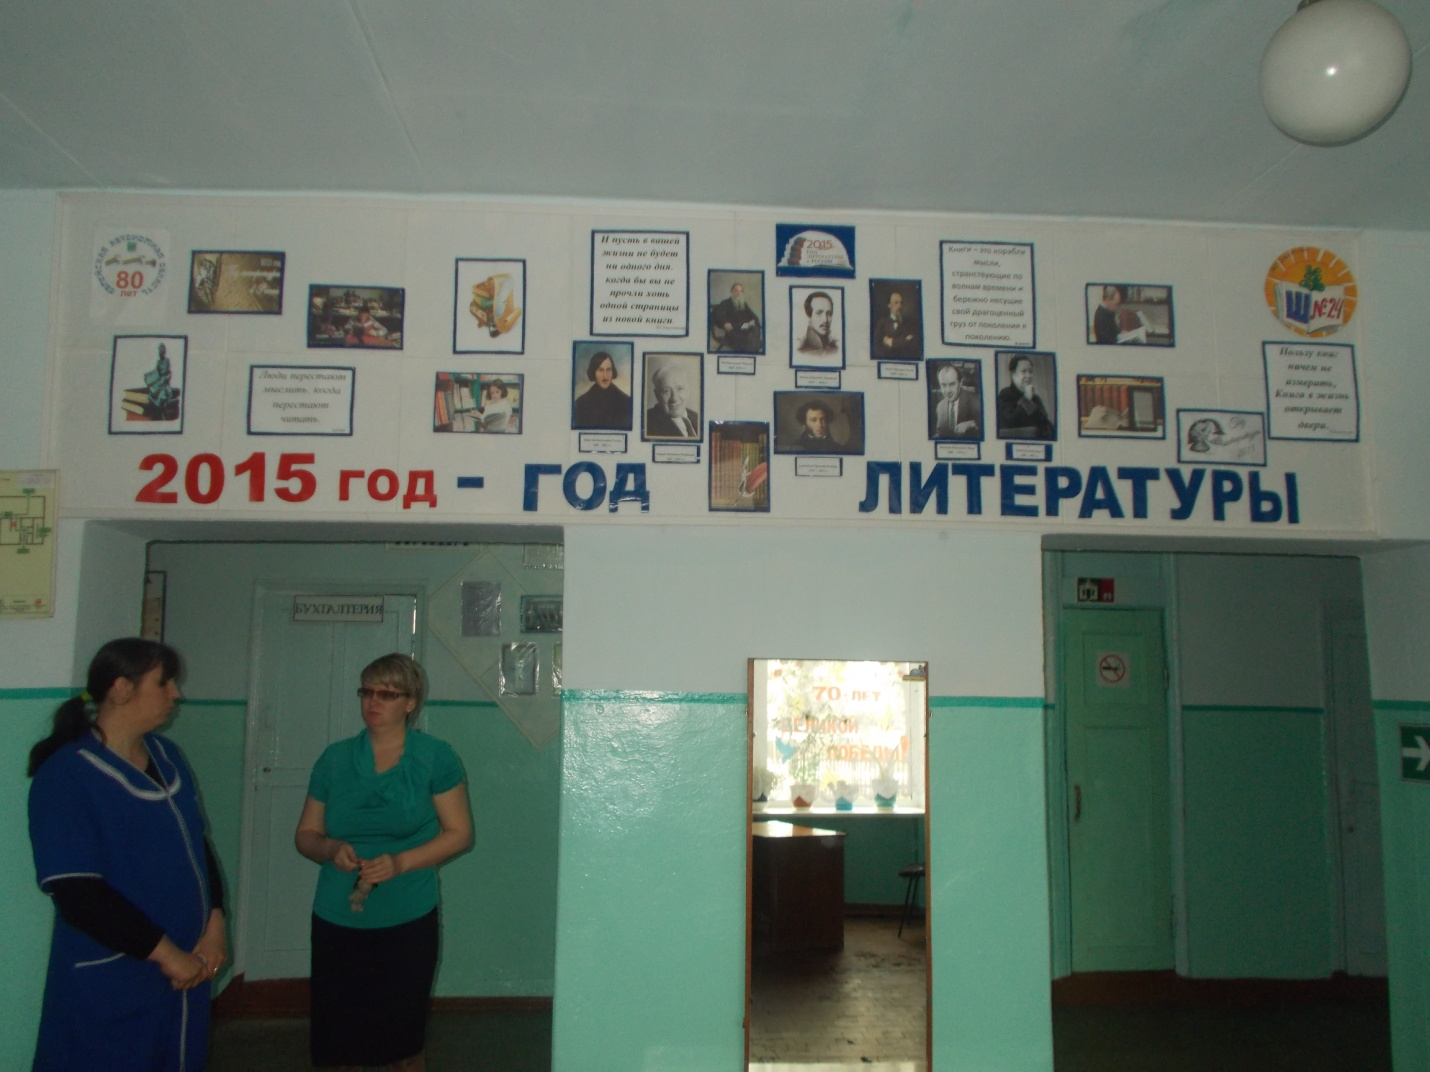 80
ЛЕТ
И пусть в вашей
жизни не будет
ни одного дня,
когда бы вы не
прочли хоть
одной страницы
из новой книги.
2015
Книги – это корабли
мысли,
странствующие по
волнам времени и
бережно несущие
свой драгоценный
груз от поколения к
поколению.
Ш №24
Люди перестают
мыслить, когда
перестают
читать.
Пользу книг
ничем не
измерить,
Книга в жизнь
открывает
двери.
2015 год - год ЛИТЕРАТУРЫ
БУХГАЛТЕРИЯ
70 ЛЕТ
ВЕЛИКОЙ
ПОБЕДЫ!